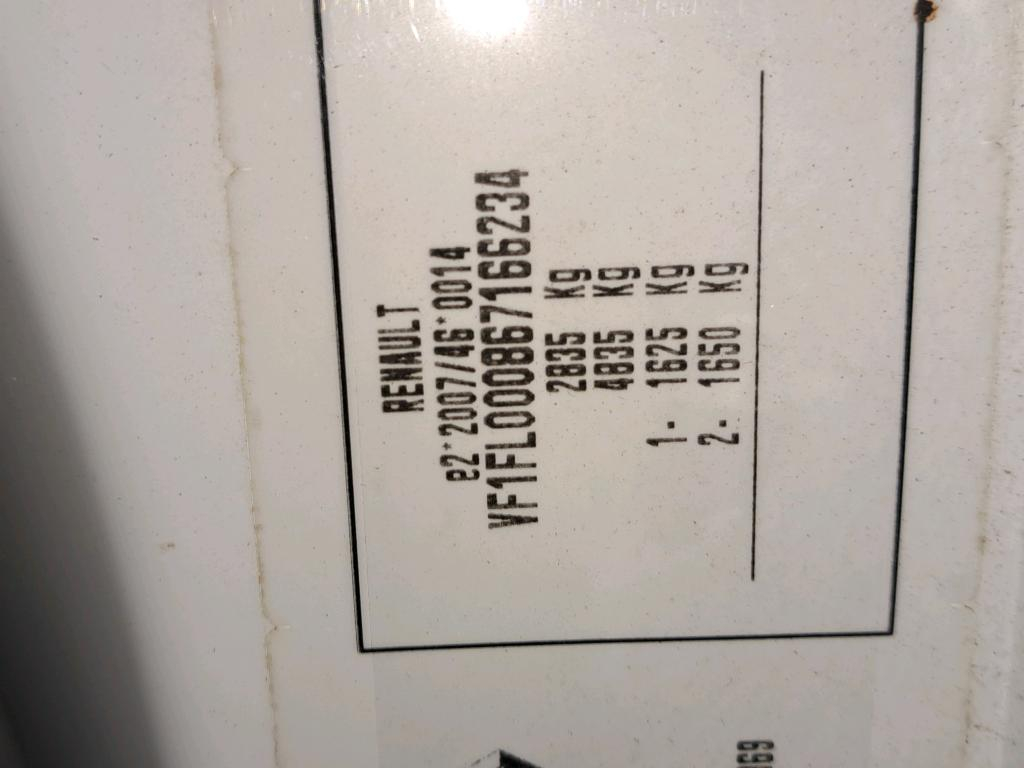 RENAULT
e2*2007/46*0014
VF1FL000867166234
2835 Kg
4835 Kg
1- 1625 Kg
2- 1650 Kg